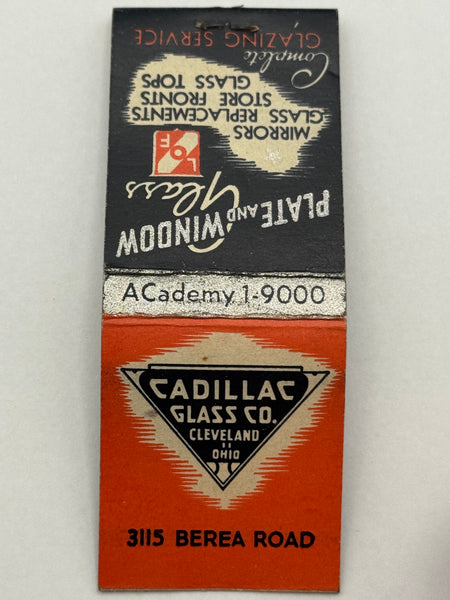 PLATE AND WINDOW
Glass
LOF
MIRRORS
GLASS REPLACEMENTS
STORE FRONTS
GLASS TOPS
Complete
GLAZING SERVICE
ACademy 1-9000
CADILLAC
GLASS CO.
CLEVELAND
OHIO
3115 BEREA ROAD